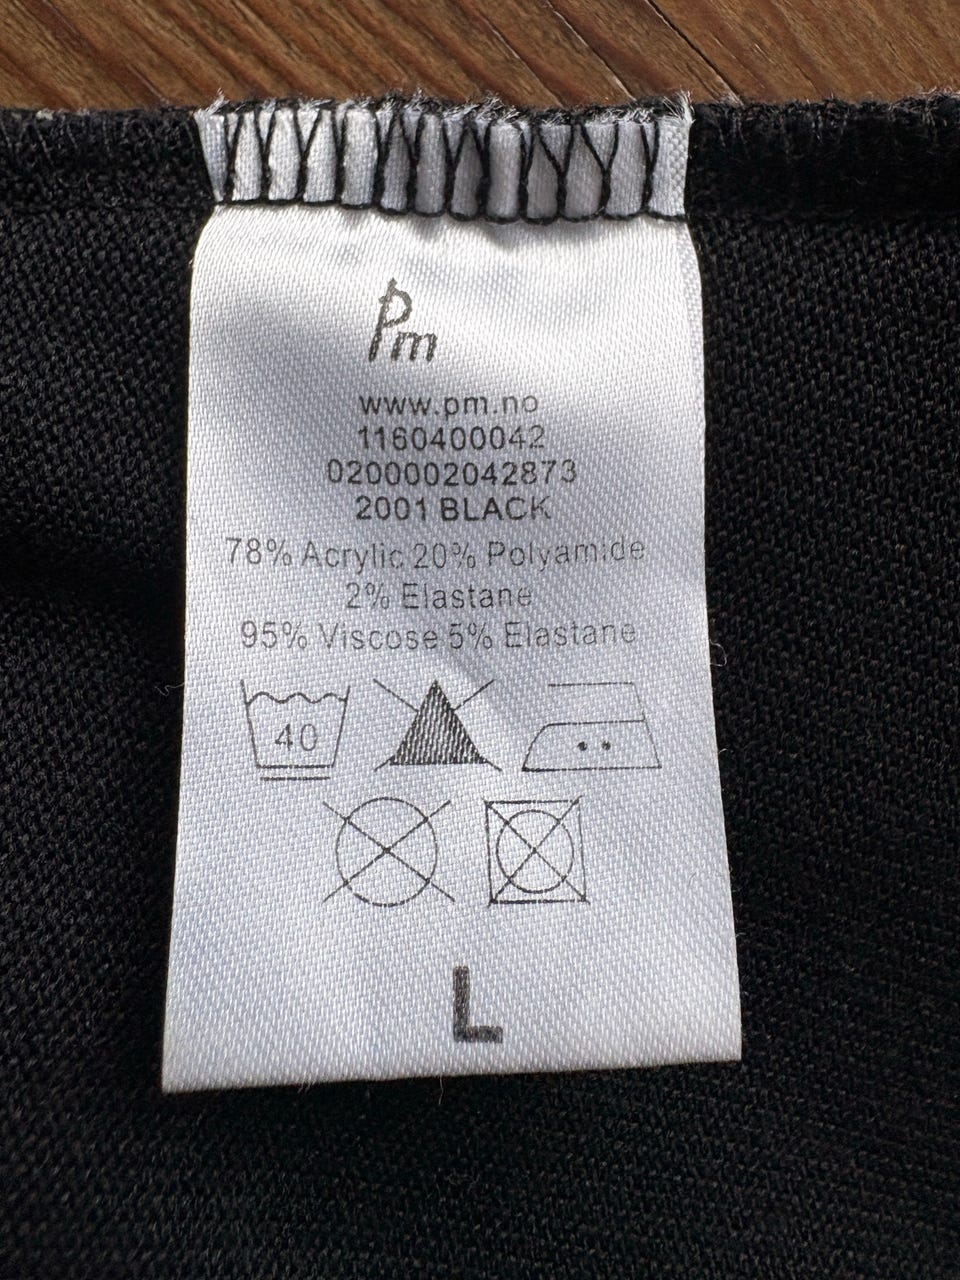 Pm
www.pm.no
1160400042
0200002042873
2001 BLACK
78% Acrylic 20% Polyamide
2% Elastane
95% Viscose 5% Elastane
40
L